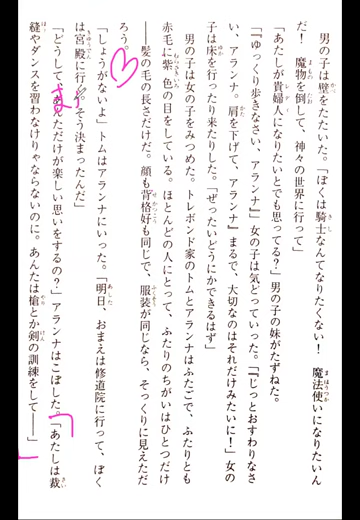 男の子は壁をたたいた。「ぼくは騎士なんてなりたくない！　魔法使いになりたいん
だ！　魔物を倒して、神々の世界に行って」
「あたしが貴婦人になりたいとでも思ってる？」男の子の妹がたずねた。
「『ゆっくり歩きなさい、アランナ』」女の子は気どっていった。「『じっとおすわりなさ
い、アランナ。肩を下げて、アランナ』まるで、大切なのはそれだけみたいに！」女の
子は床を行ったり来たりした。「ぜったいどうにかできるはず」
男の子は女の子をみつめた。トレボンド家のトムとアランナはふたごで、ふたりとも
赤毛に紫色の目をしている。ほとんどの人にとって、ふたりのちがいはひとつだけ
――髪の毛の長さだけだ。顔も背格好も同じで、服装が同じなら、そっくりに見えただ
ろう。
「しょうがないよ」トムはアランナにいった。「明日、おまえは修道院に行って、ぼく
は宮殿に行く。そう決まったんだ」
「どうしてあんただけが楽しい思いをするの？」アランナはこぼした。「あたしは裁
縫やダンスを習わなけりゃならないのに。あんたは槍とか剣の訓練をして――」